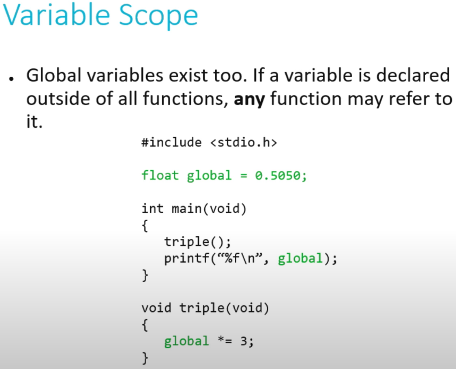 Variable Scope
• Global variables exist too. If a variable is declared
outside of all functions, any function may refer to
it.
#include <stdio.h>
float global = 0.5050;
int main(void)
{
triple();
printf(“%f\n”, global);
}
void triple(void)
{
global *= 3;
}